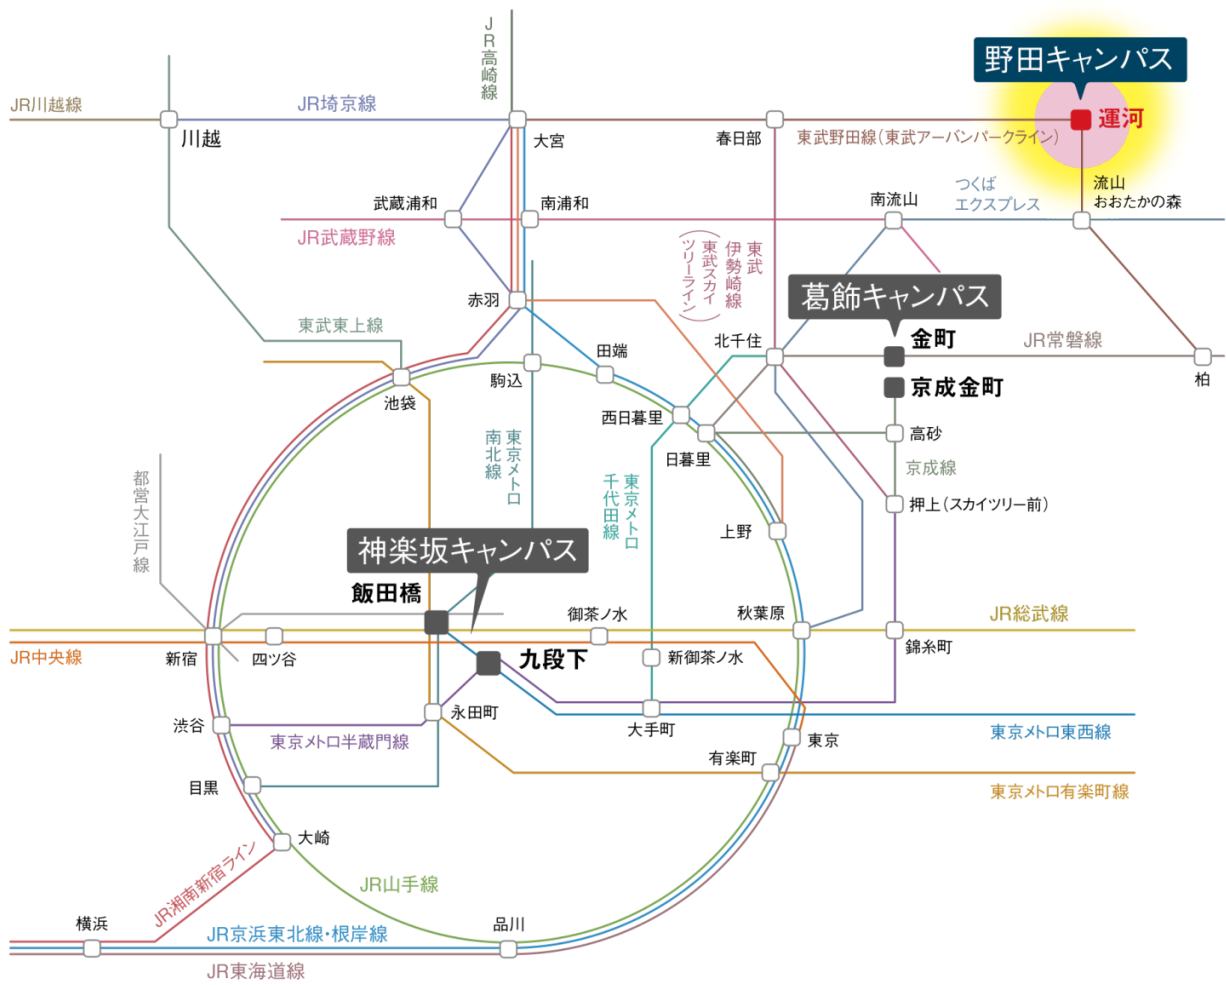 JR高崎線
野田キャンパス
JR川越線
JR埼京線
川越
大宮
春日部
東武野田線(東武アーバンパークライン)
運河
武蔵浦和
南浦和
南流山
つくば
エクスプレス
流山
おおたかの森
JR武蔵野線
東武
伊勢崎線
(東武スカイ
ツリーライン)
葛飾キャンパス
赤羽
東武東上線
田端
北千住
金町
JR常磐線
柏
駒込
池袋
京成金町
西日暮里
日暮里
高砂
京成線
東京メトロ
南北線
東京メトロ
千代田線
都営大江戸線
押上(スカイツリー前)
上野
神楽坂キャンパス
飯田橋
御茶ノ水
秋葉原
JR総武線
JR中央線
新宿
四ツ谷
九段下
新御茶ノ水
錦糸町
渋谷
永田町
大手町
東京メトロ半蔵門線
東京
東京メトロ東西線
有楽町
目黒
東京メトロ有楽町線
大崎
JR湘南新宿ライン
JR山手線
横浜
品川
JR京浜東北線・根岸線
JR東海道線